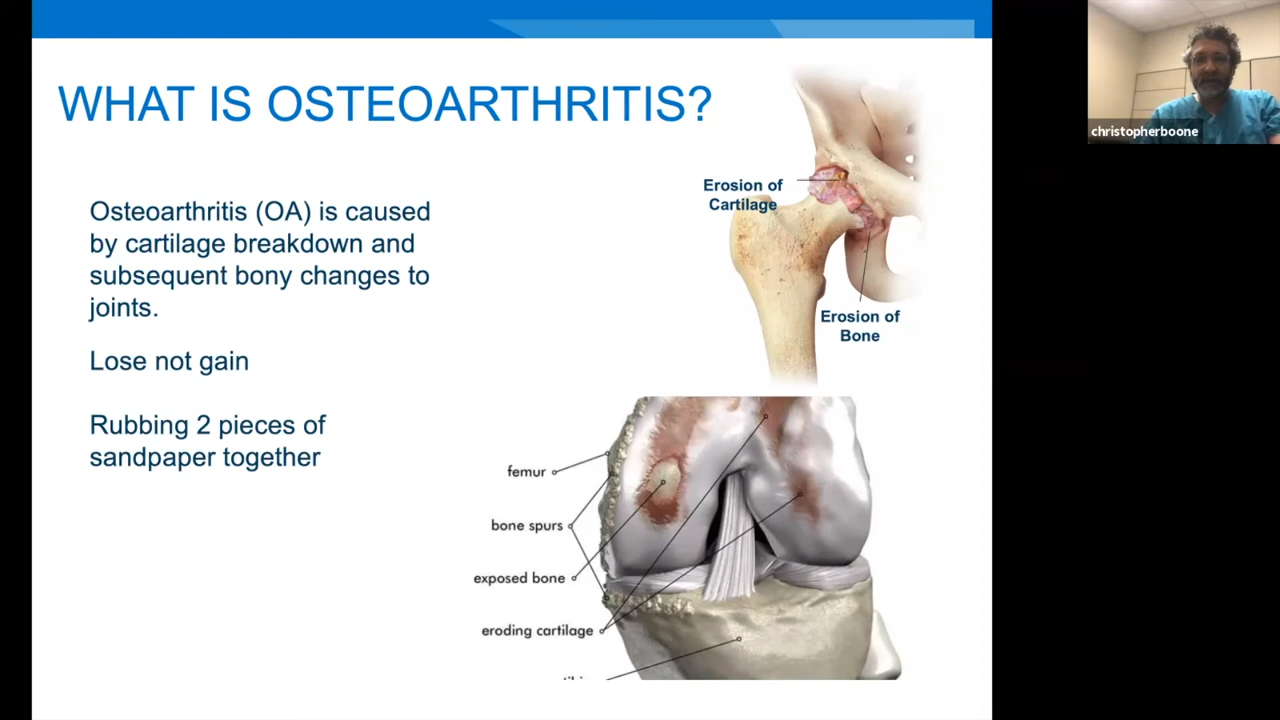 WHAT IS OSTEOARTHRITIS?
Osteoarthritis (OA) is caused
by cartilage breakdown and
subsequent bony changes to
joints.
Lose not gain
Rubbing 2 pieces of
sandpaper together
Erosion of
Cartilage
Erosion of
Bone
femur
bone spurs
exposed bone
eroding cartilage
christopherboone